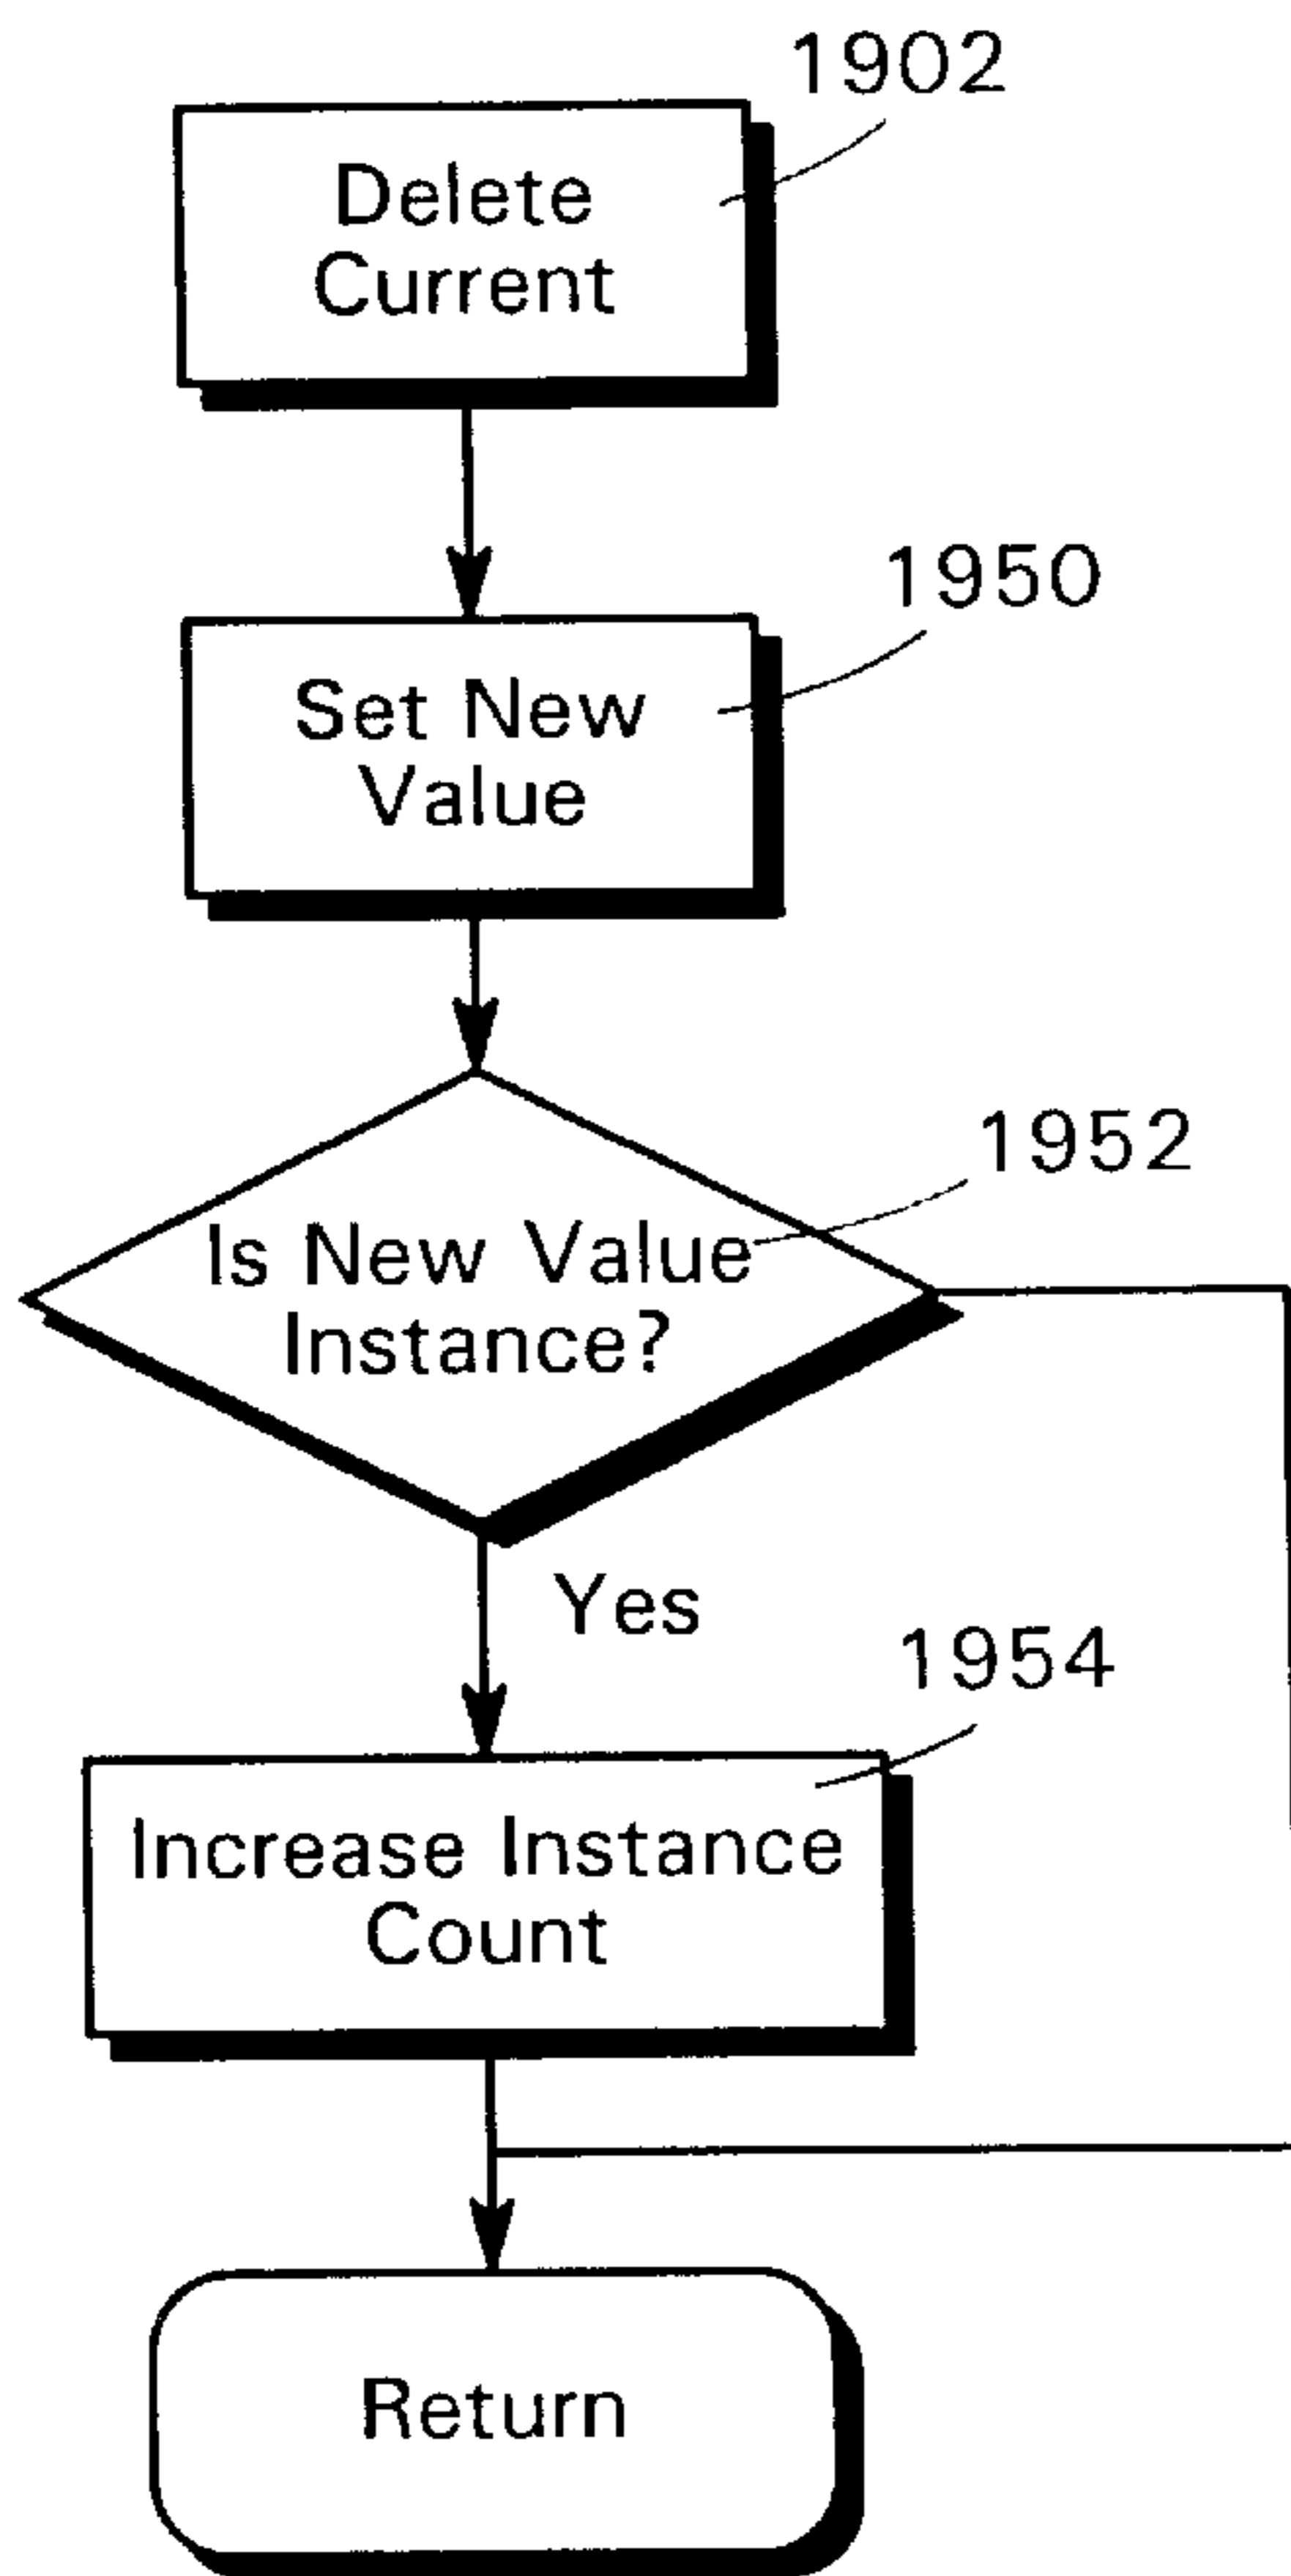 1902
Delete
Current
1950
Set New
Value
1952
Is New Value
Instance?
Yes
1954
Increase Instance
Count
Return